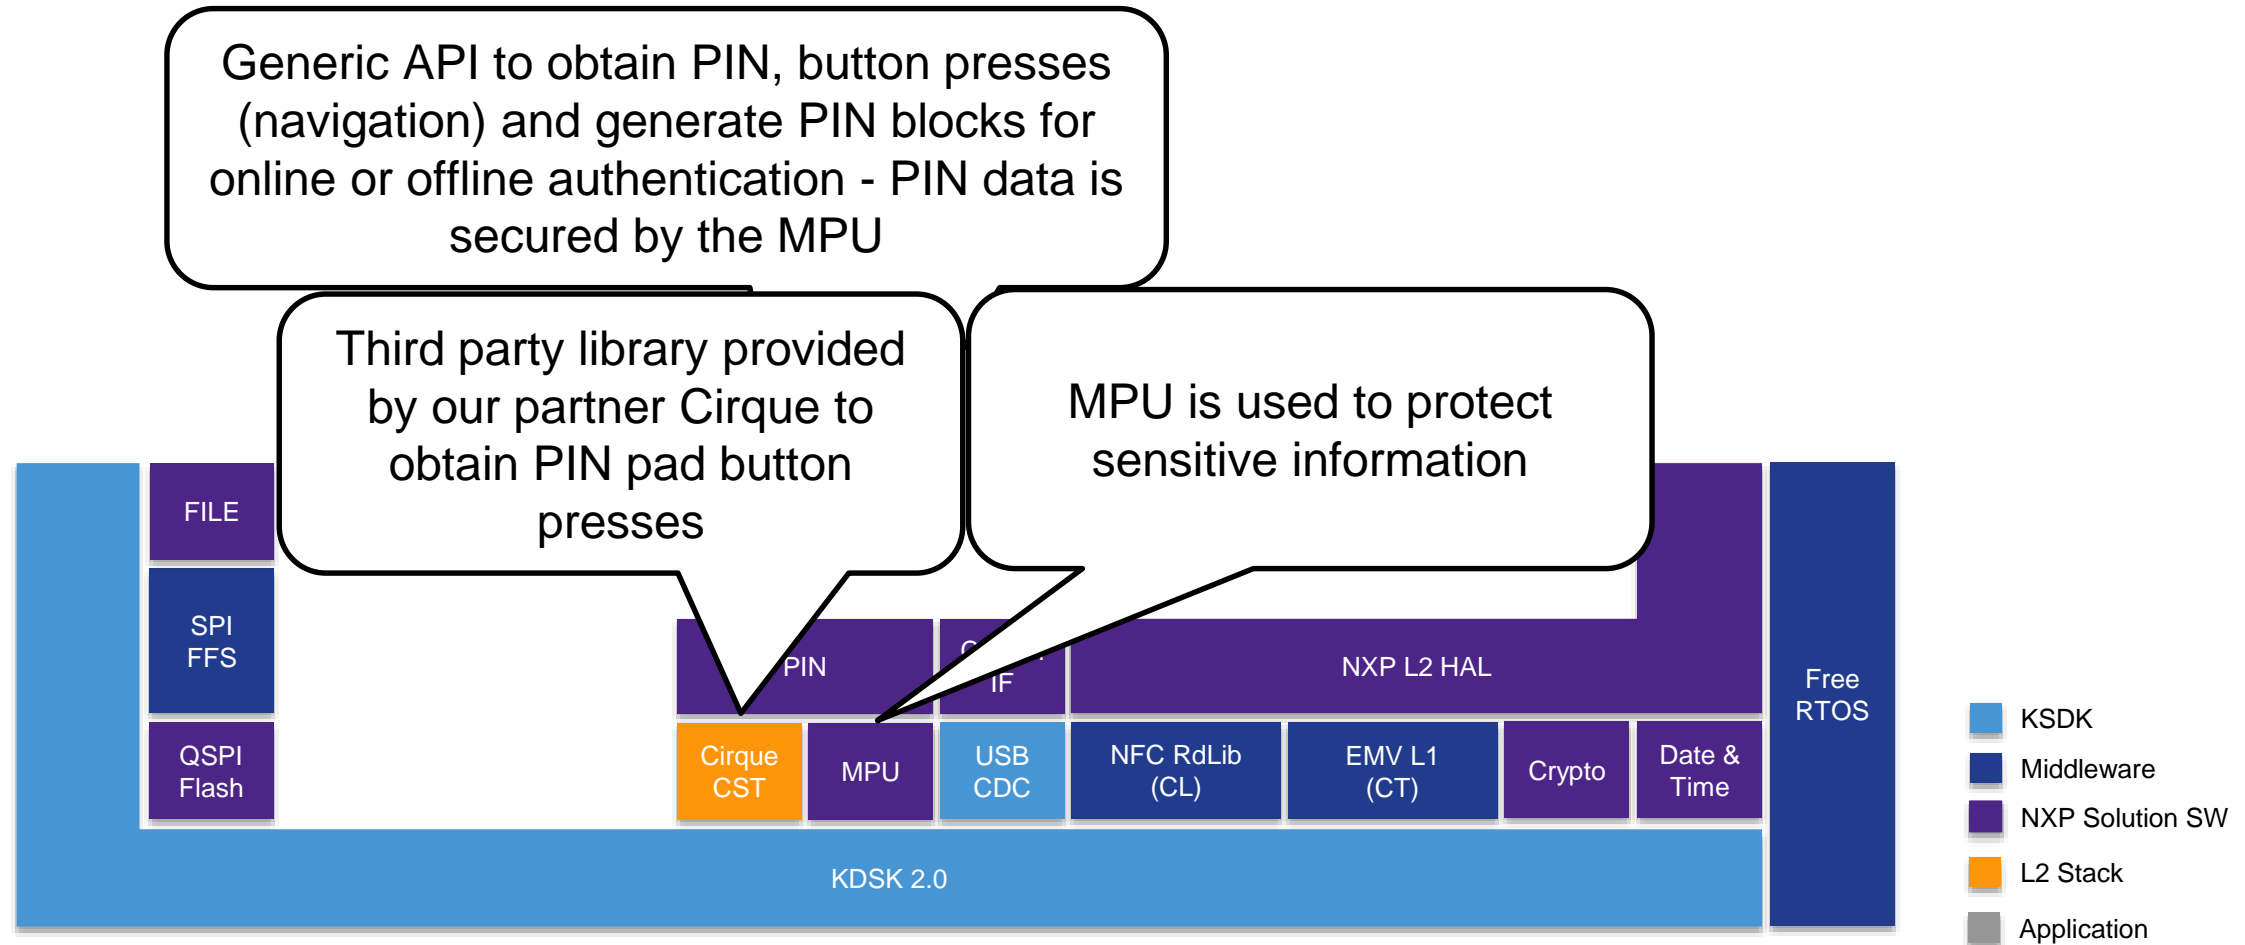 Generic API to obtain PIN, button presses
(navigation) and generate PIN blocks for
online or offline authentication - PIN data is
secured by the MPU
Third party library provided
by our partner Cirque to
obtain PIN pad button
presses
MPU is used to protect
sensitive information
FILE
SPI
FFS
QSPI
Flash
PIN
IF
NXP L2 HAL
Free
RTOS
Cirque
CST
MPU
USB
CDC
NFC RdLib
(CL)
EMV L1
(CT)
Crypto
Date &
Time
KDSK 2.0
KSDK
Middleware
NXP Solution SW
L2 Stack
Application